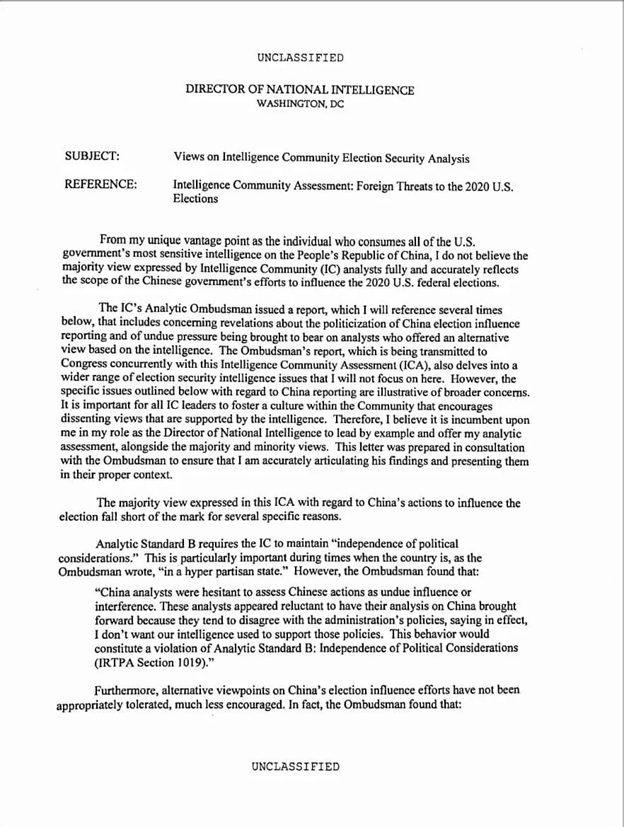 UNCLASSIFIED
DIRECTOR OF NATIONAL INTELLIGENCE
WASHINGTON, DC
SUBJECT: Views on Intelligence Community Election Security Analysis
REFERENCE: Intelligence Community Assessment: Foreign Threats to the 2020 U.S.
Elections
From my unique vantage point as the individual who consumes all of the U.S.
government's most sensitive intelligence on the People's Republic of China, I do not believe the
majority view expressed by Intelligence Community (IC) analysts fully and accurately reflects
the scope of the Chinese government's efforts to influence the 2020 U.S. federal elections.
The IC's Analytic Ombudsman issued a report, which I will reference several times
below, that includes concerning revelations about the politicization of China election influence
reporting and of undue pressure being brought to bear on analysts who offered an alternative
view based on the intelligence. The Ombudsman's report, which is being transmitted to
Congress concurrently with this Intelligence Community Assessment (ICA), also delves into a
wider range of election security intelligence issues that I will not focus on here. However, the
specific issues outlined below with regard to China reporting are illustrative of broader concerns.
It is important for all IC leaders to foster a culture within the Community that encourages
dissenting views that are supported by the intelligence. Therefore, I believe it is incumbent upon
me in my role as the Director of National Intelligence to lead by example and offer my analytic
assessment, alongside the majority and minority views. This letter was prepared in consultation
with the Ombudsman to ensure that I am accurately articulating his findings and presenting them
in their proper context.
The majority view expressed in this ICA with regard to China's actions to influence the
election fall short of the mark for several specific reasons.
Analytic Standard B requires the IC to maintain "independence of political
considerations." This is particularly important during times when the country is, as the
Ombudsman wrote, "in a hyper partisan state." However, the Ombudsman found that:
"China analysts were hesitant to assess Chinese actions as undue influence or
interference. These analysts appeared reluctant to have their analysis on China brought
forward because they tend to disagree with the administration's policies, saying in effect,
I don't want our intelligence used to support those policies. This behavior would
constitute a violation of Analytic Standard B: Independence of Political Considerations
(IRTPA Section 1019)."
Furthermore, alternative viewpoints on China's election influence efforts have not been
appropriately tolerated, much less encouraged. In fact, the Ombudsman found that:
UNCLASSIFIED